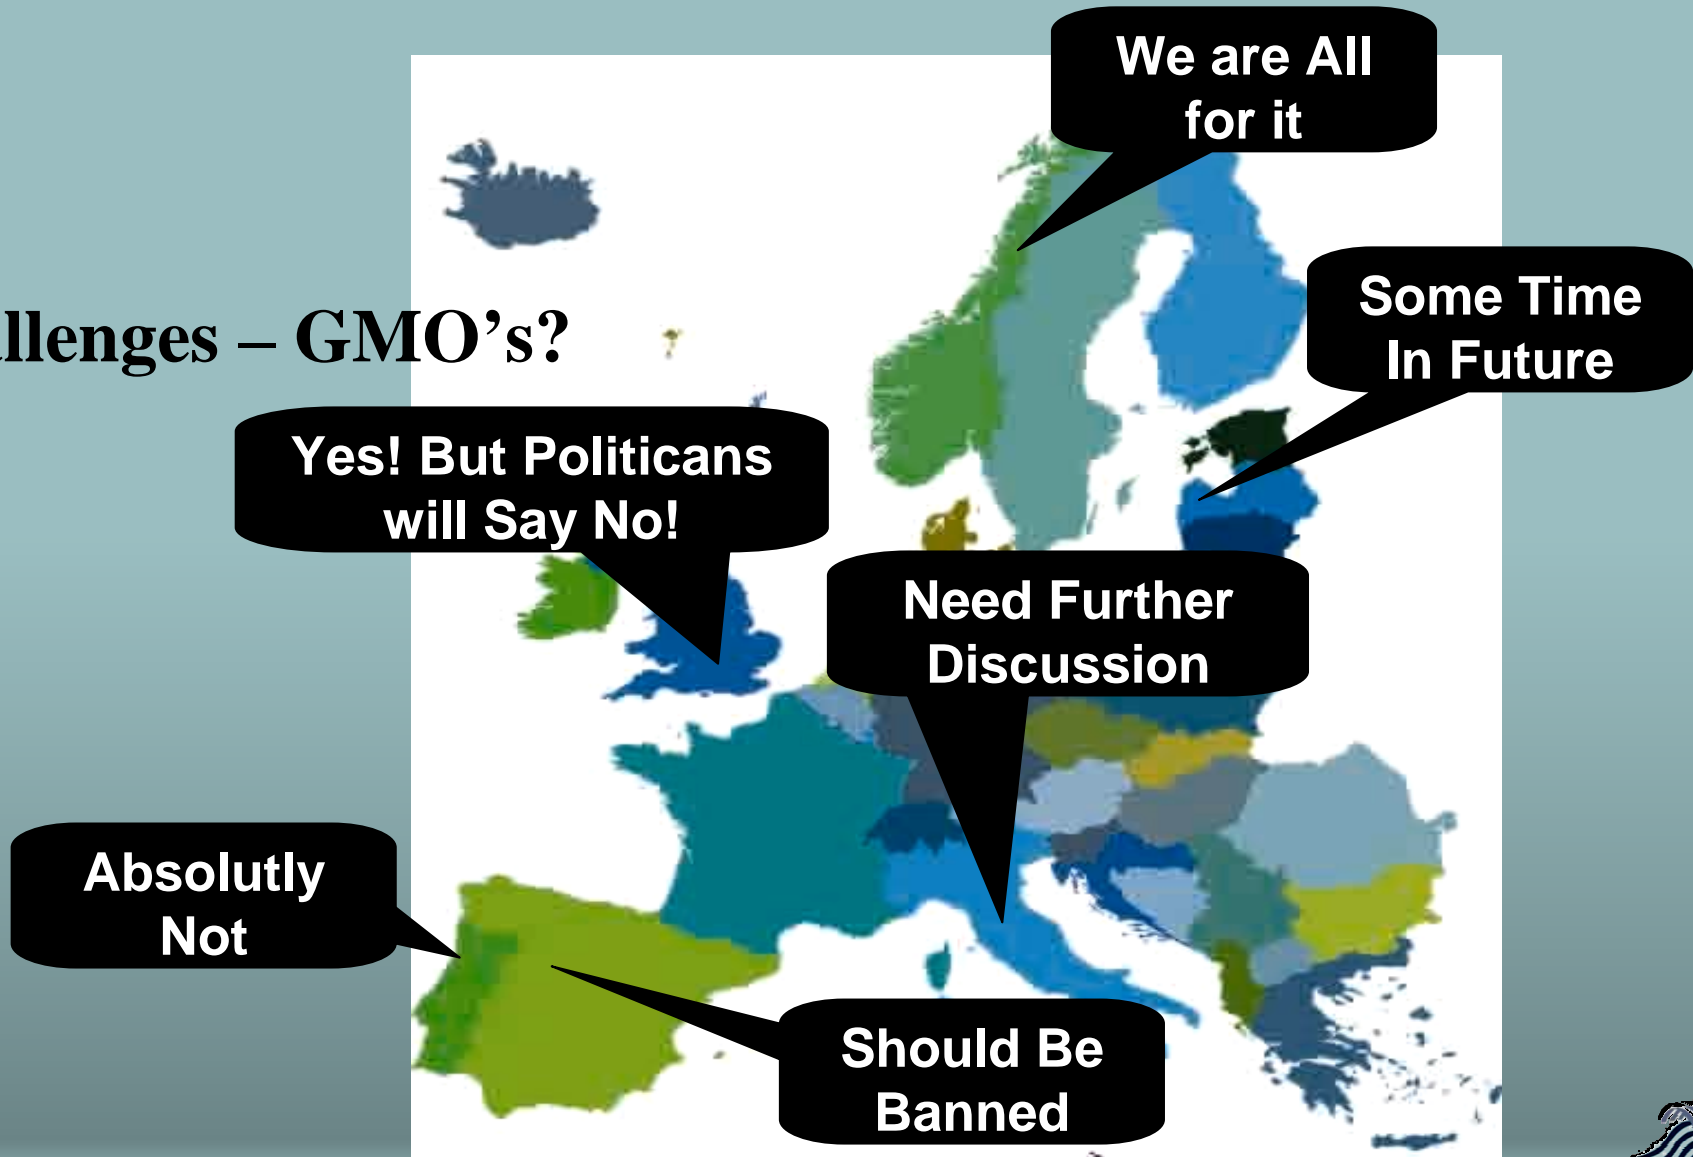 We are All
for it
Some Time
In Future
llenges – GMO's?
Yes! But Politicans
will Say No!
Need Further
Discussion
Absolutly
Not
Should Be
Banned